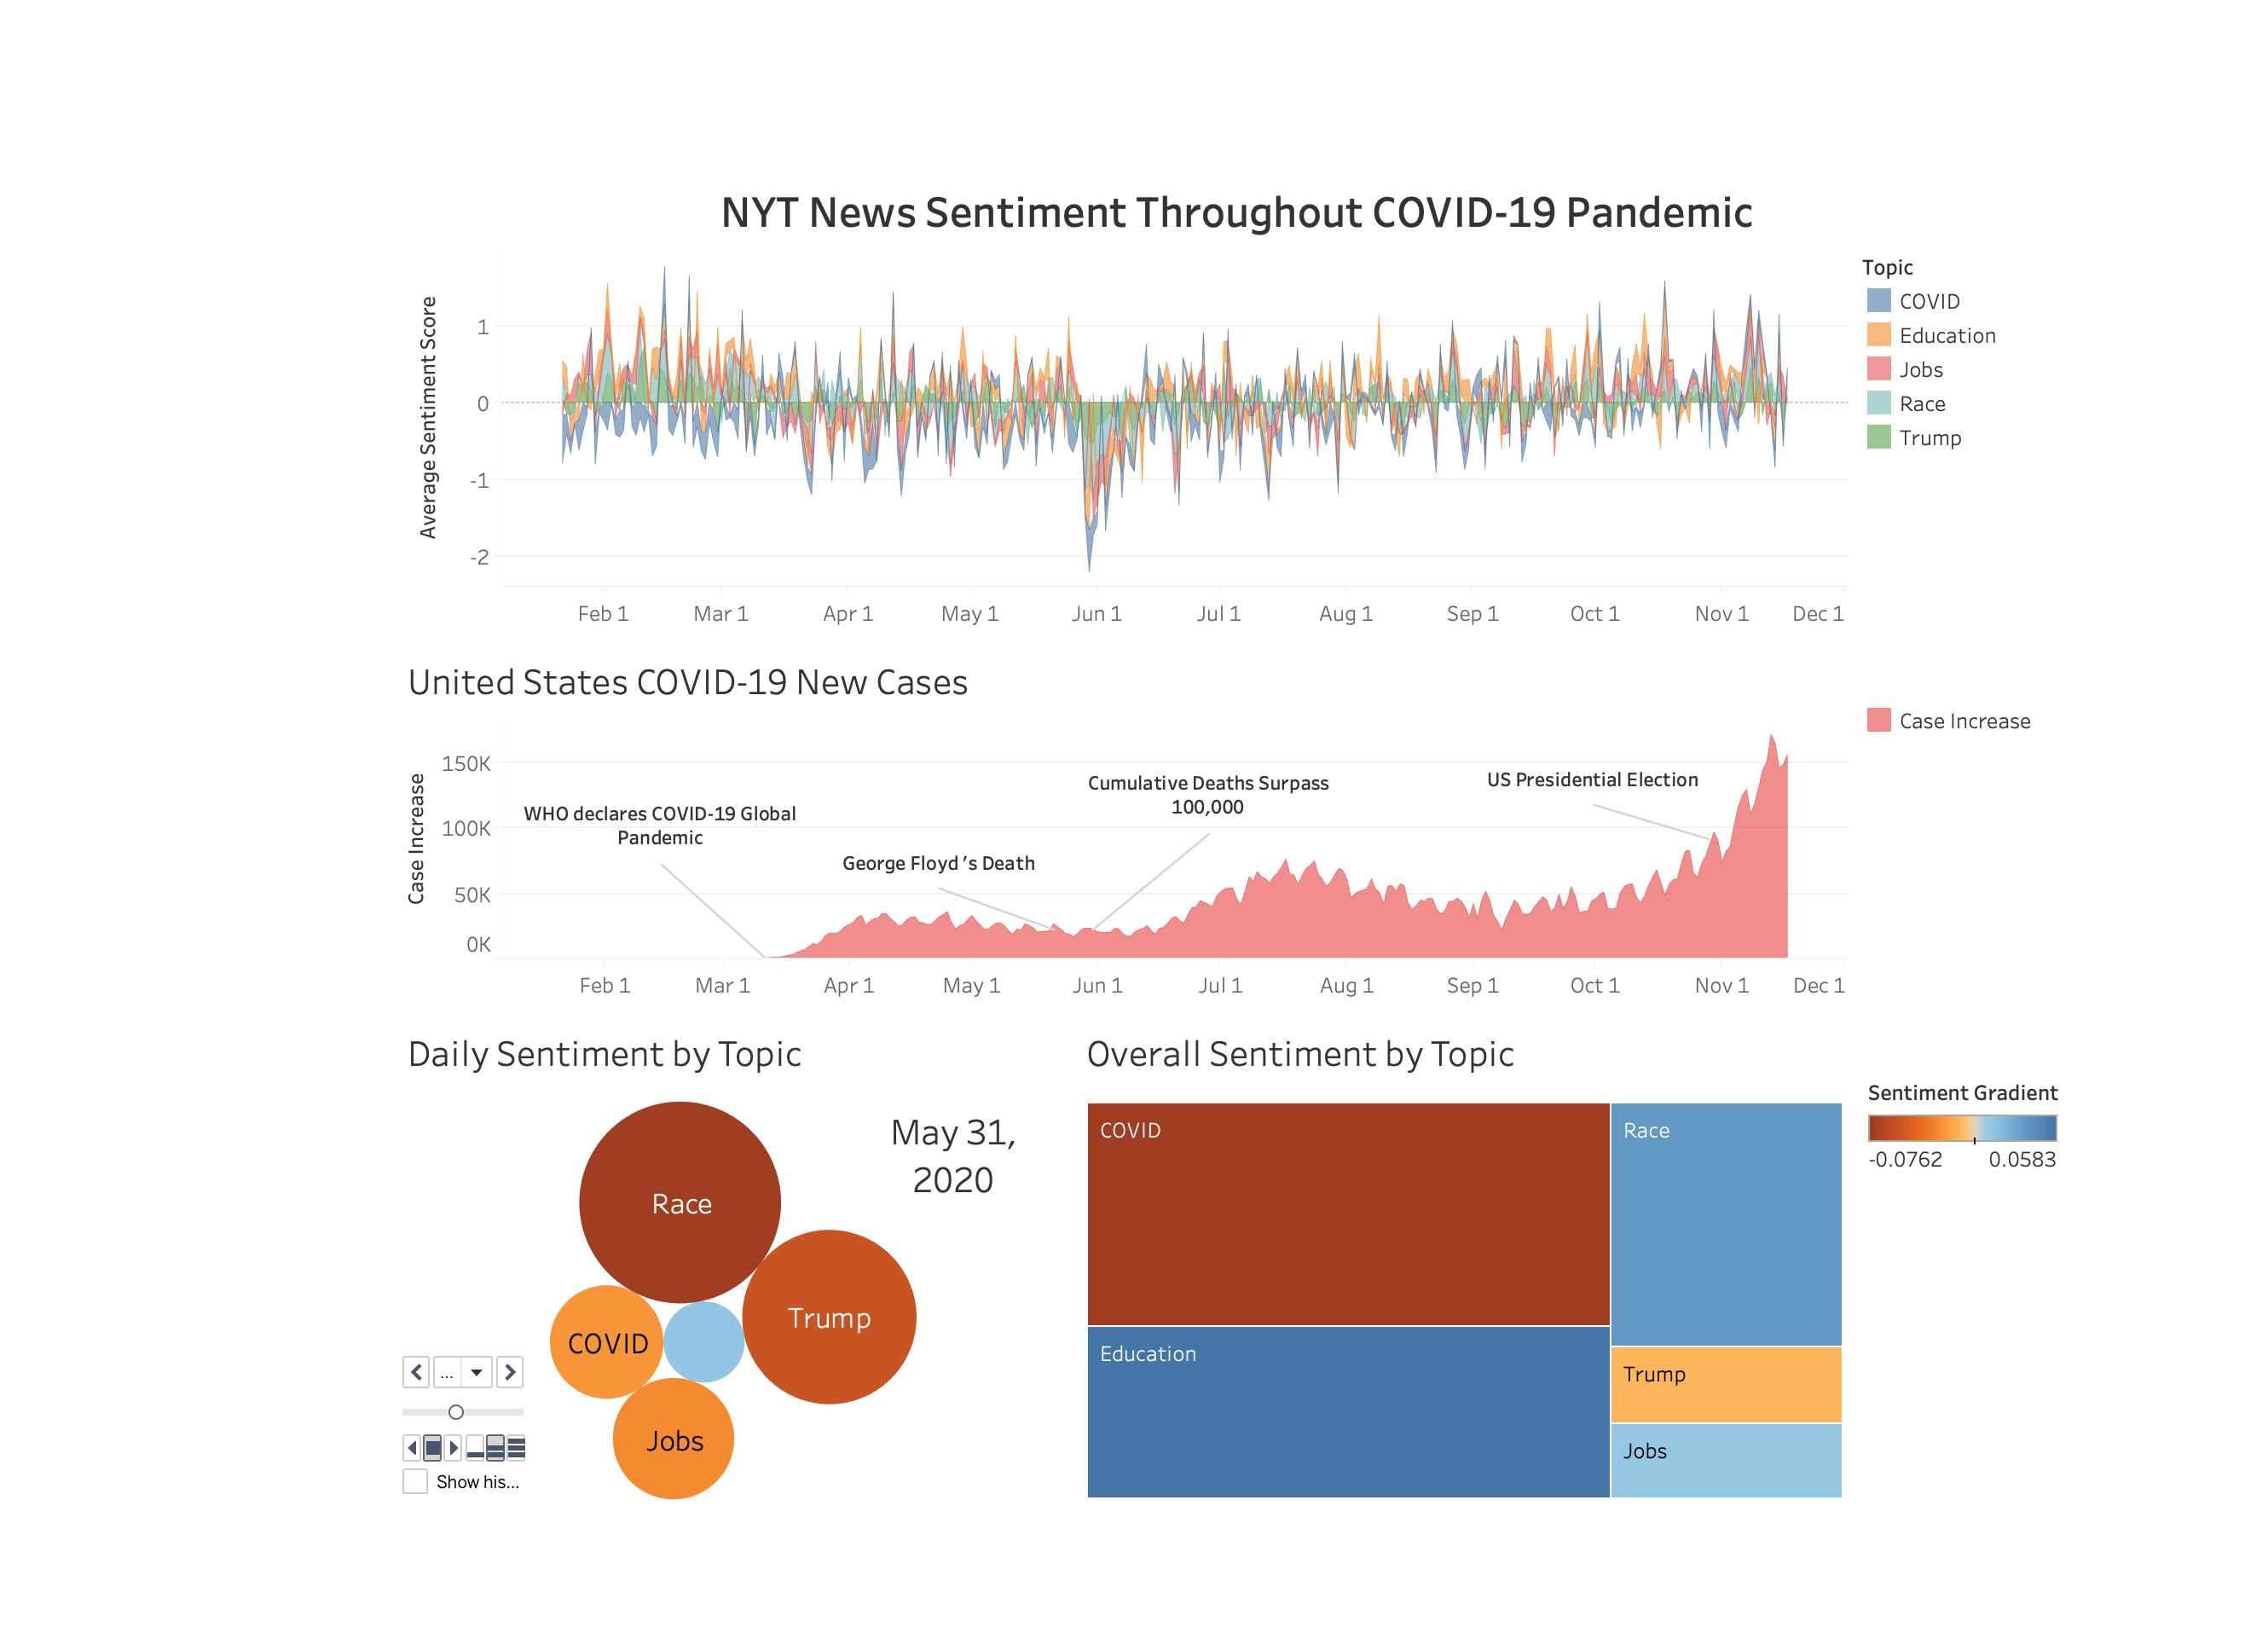 NYT News Sentiment Throughout COVID-19 Pandemic
Average Sentiment Score
1
0
-1
-2
Feb 1 Mar 1 Apr 1 May 1 Jun 1 Jul 1 Aug 1 Sep 1 Oct 1 Nov 1 Dec 1
Topic
COVID
Education
Jobs
Race
Trump
United States COVID-19 New Cases
Case Increase
Case Increase
150K
100K
50K
0K
WHO declares COVID-19 Global
Pandemic
George Floyd 's Death
Cumulative Deaths Surpass
100,000
US Presidential Election
Feb 1 Mar 1 Apr 1 May 1 Jun 1 Jul 1 Aug 1 Sep 1 Oct 1 Nov 1 Dec 1
Daily Sentiment by Topic
May 31,
2020
Race
Trump
COVID
Jobs
...
Show his...
Overall Sentiment by Topic
COVID
Race
Education
Trump
Jobs
Sentiment Gradient
-0.0762 0.0583